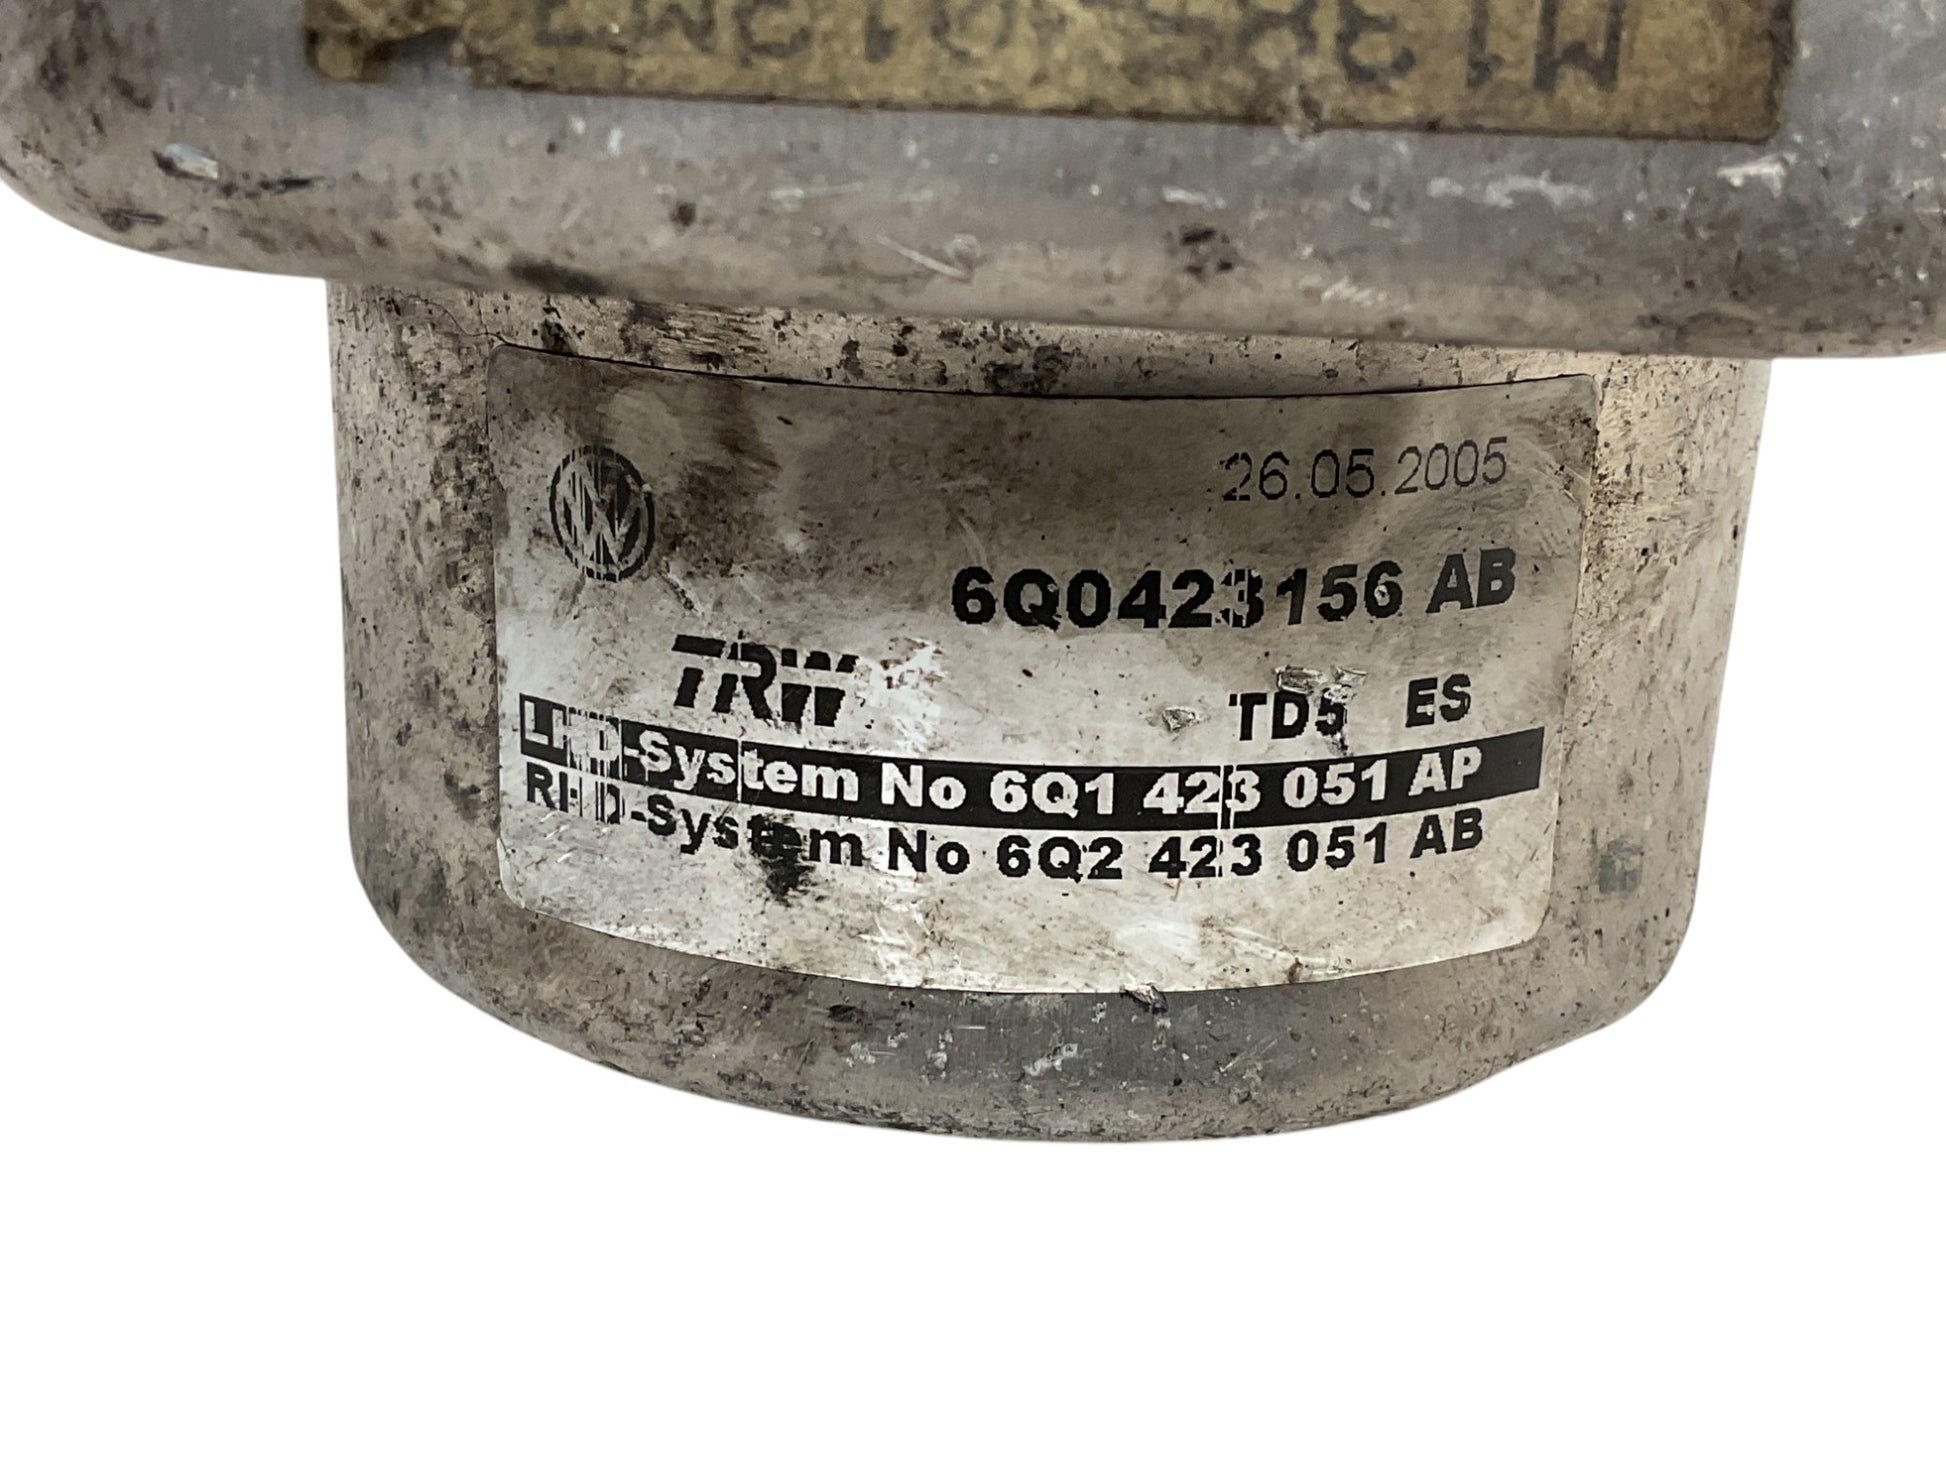 26.05.2005
6Q0423156 AB
TRW
TD5 ES
LHD-System No 6Q1 423 051 AP
RHD-System No 6Q2 423 051 AB